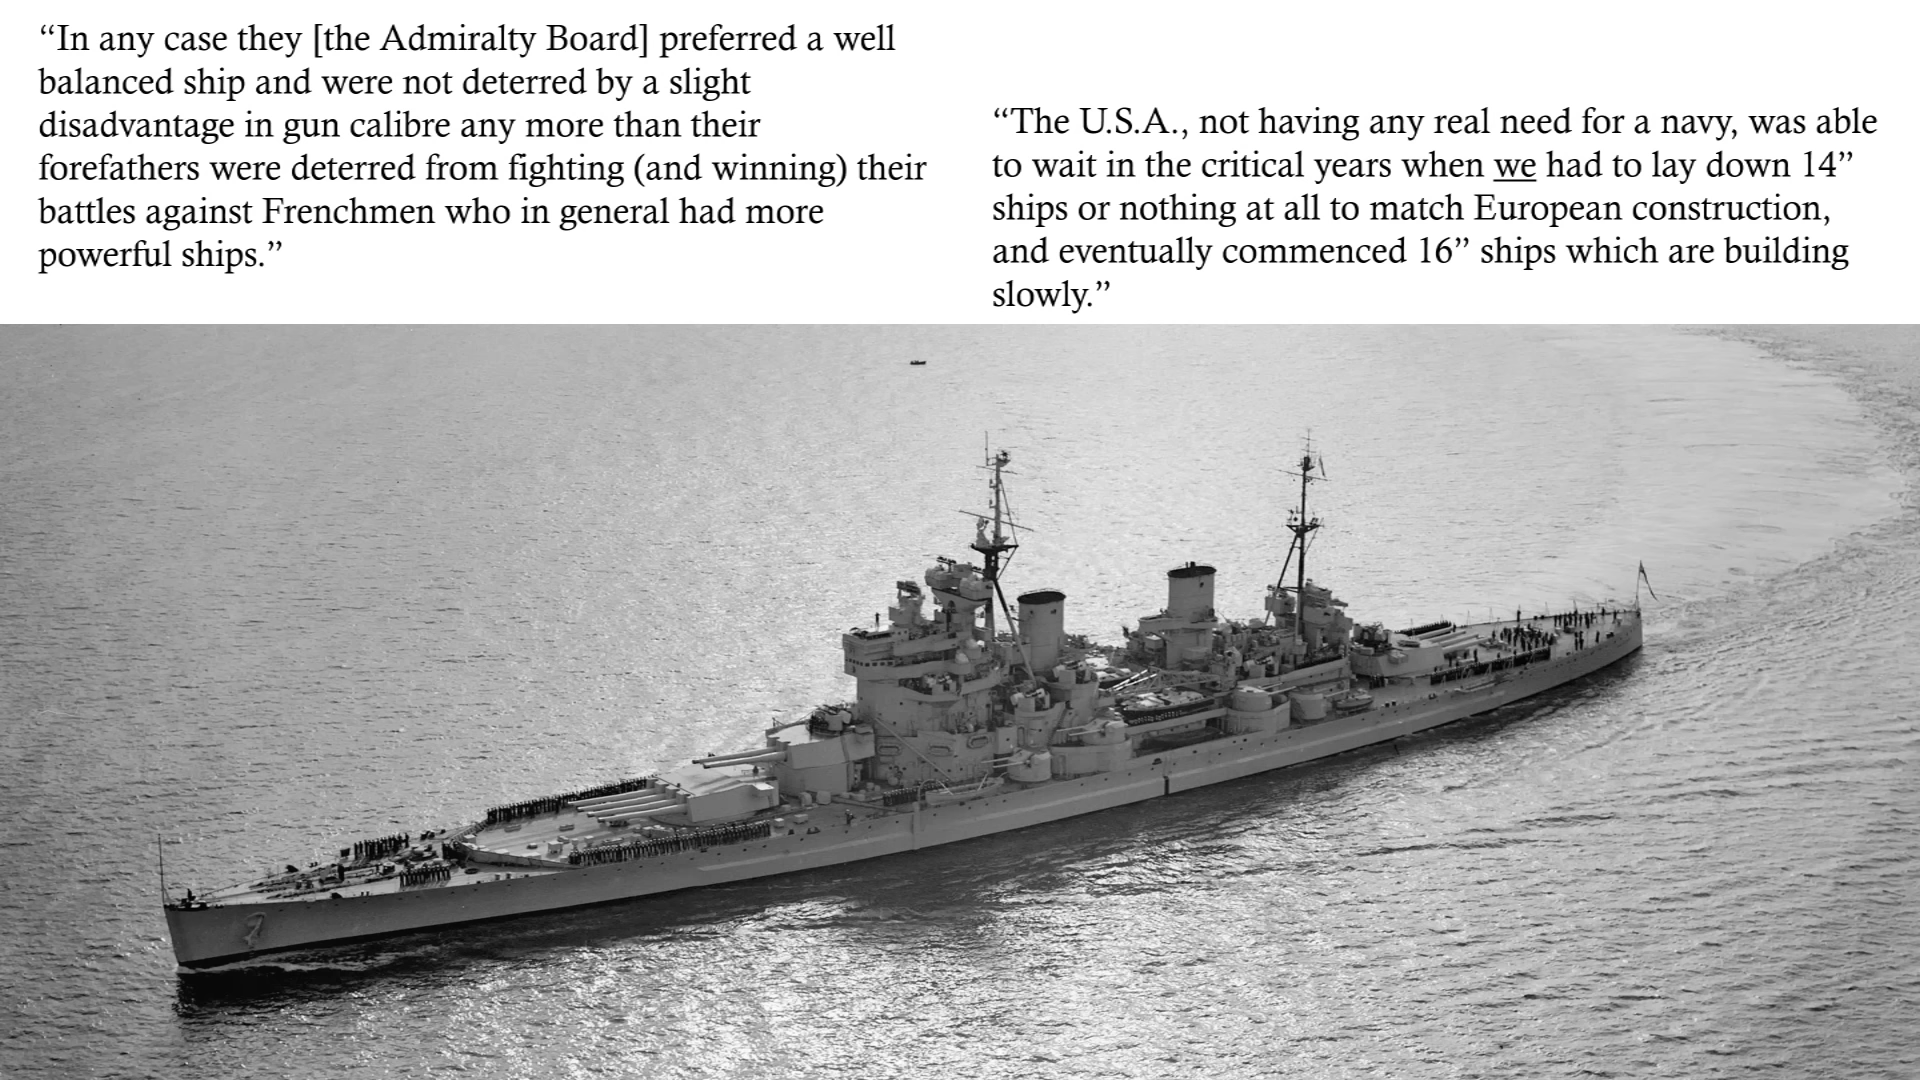 “In any case they [the Admiralty Board] preferred a well
balanced ship and were not deterred by a slight
disadvantage in gun calibre any more than their
forefathers were deterred from fighting (and winning) their
battles against Frenchmen who in general had more
powerful ships.”
“The U.S.A., not having any real need for a navy, was able
to wait in the critical years when we had to lay down 14”
ships or nothing at all to match European construction,
and eventually commenced 16” ships which are building
slowly.”